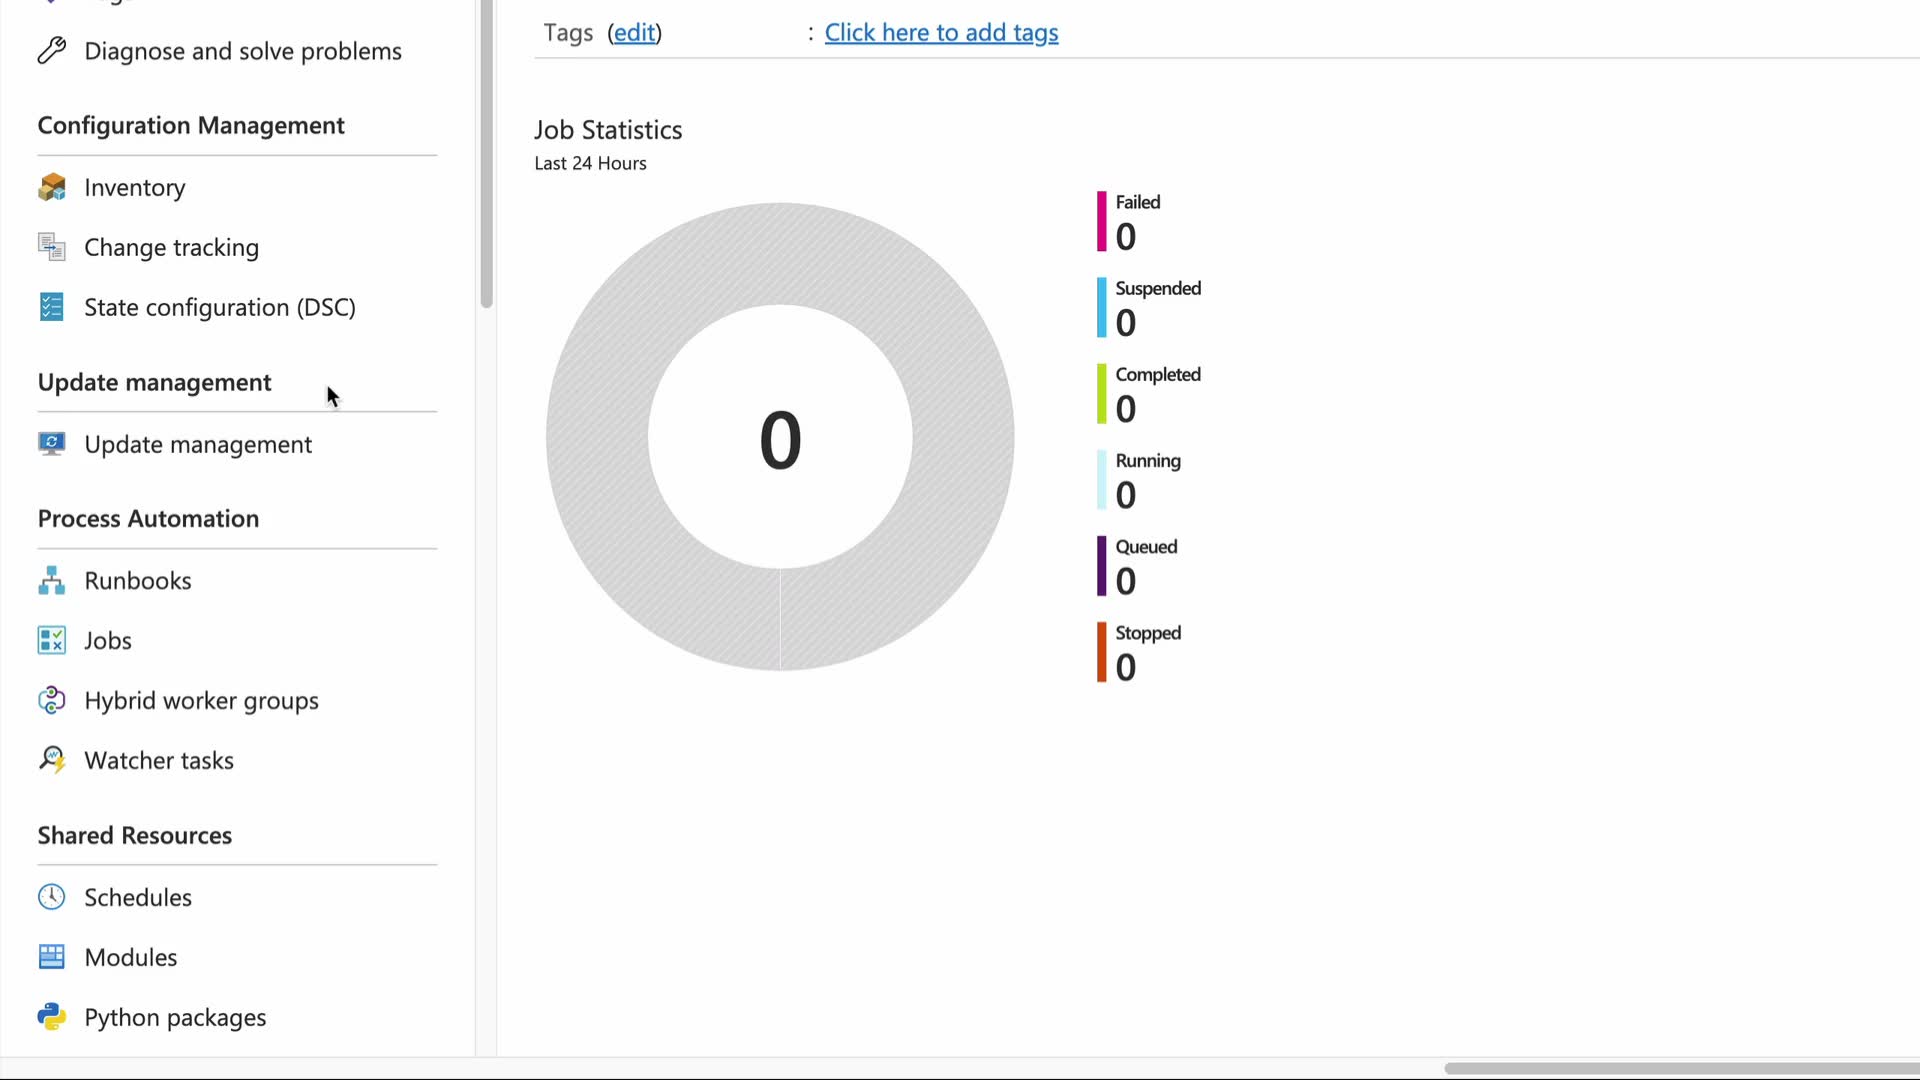 Diagnose and solve problems
Configuration Management
Inventory
Change tracking
State configuration (DSC)
Update management
Update management
Process Automation
Runbooks
Jobs
Hybrid worker groups
Watcher tasks
Shared Resources
Schedules
Modules
Python packages
Tags (edit) : Click here to add tags
Job Statistics
Last 24 Hours
0
Failed
0
Suspended
0
Completed
0
Running
0
Queued
0
Stopped
0